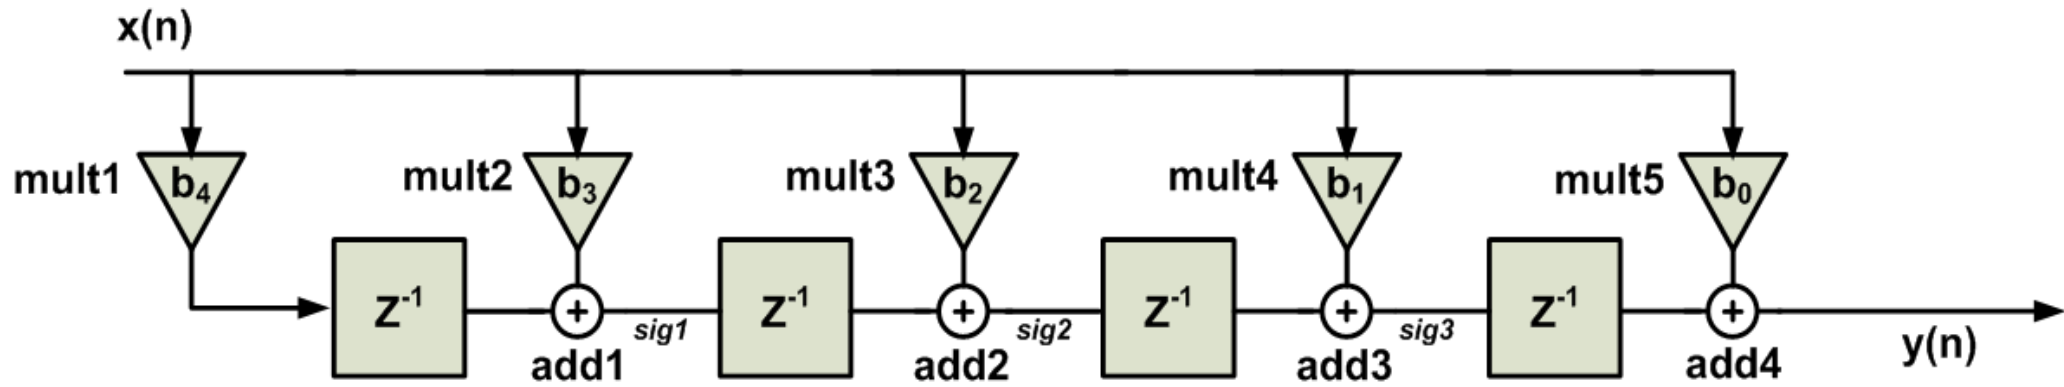 x(n)
mult1 b₄ mult2 b₃ mult3 b₂ mult4 b₁ mult5 b₀
Z⁻¹ + sig1 Z⁻¹ + sig2 Z⁻¹ + sig3 Z⁻¹ +
add1 add2 add3 add4 y(n)